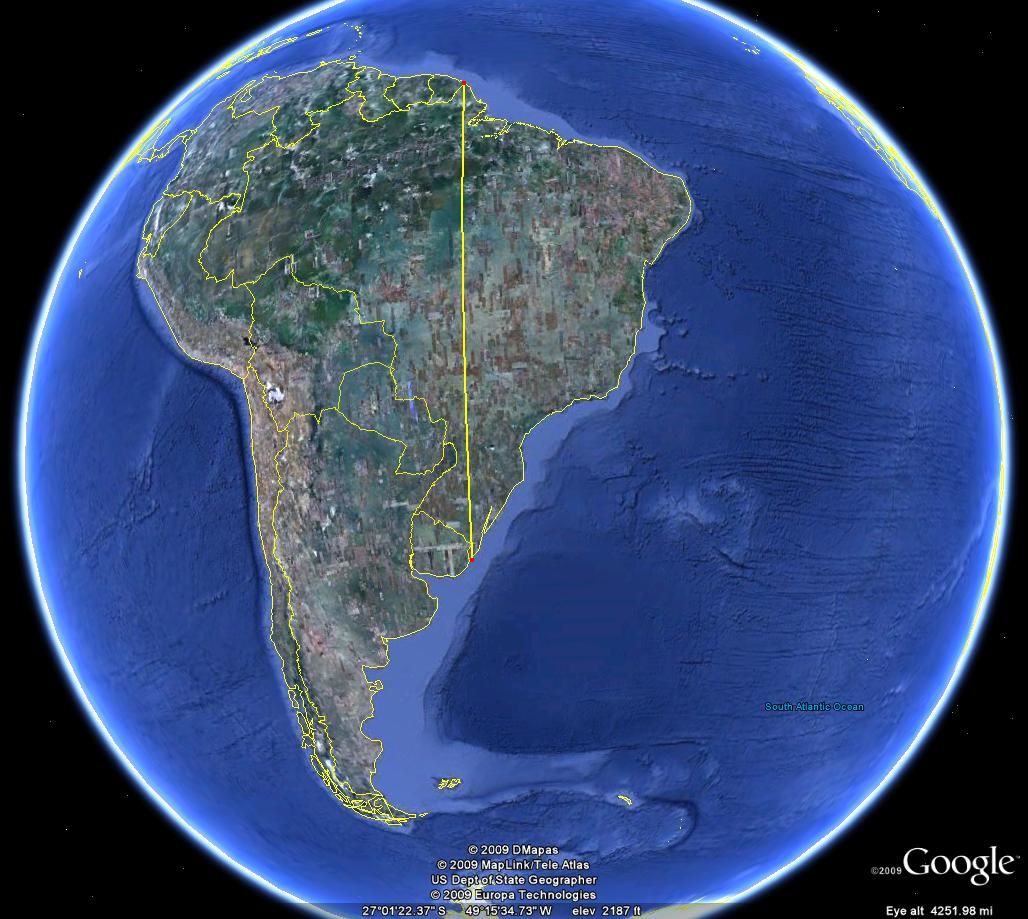 South Atlantic Ocean
© 2009 DMapas
© 2009 MapLink/Tele Atlas
US Dept of State Geographer
© 2009 Europa Technologies
©2009 Google™
27°01'22.37" S 49°15'34.73" W elev 2187 ft Eye alt 4251.98 mi